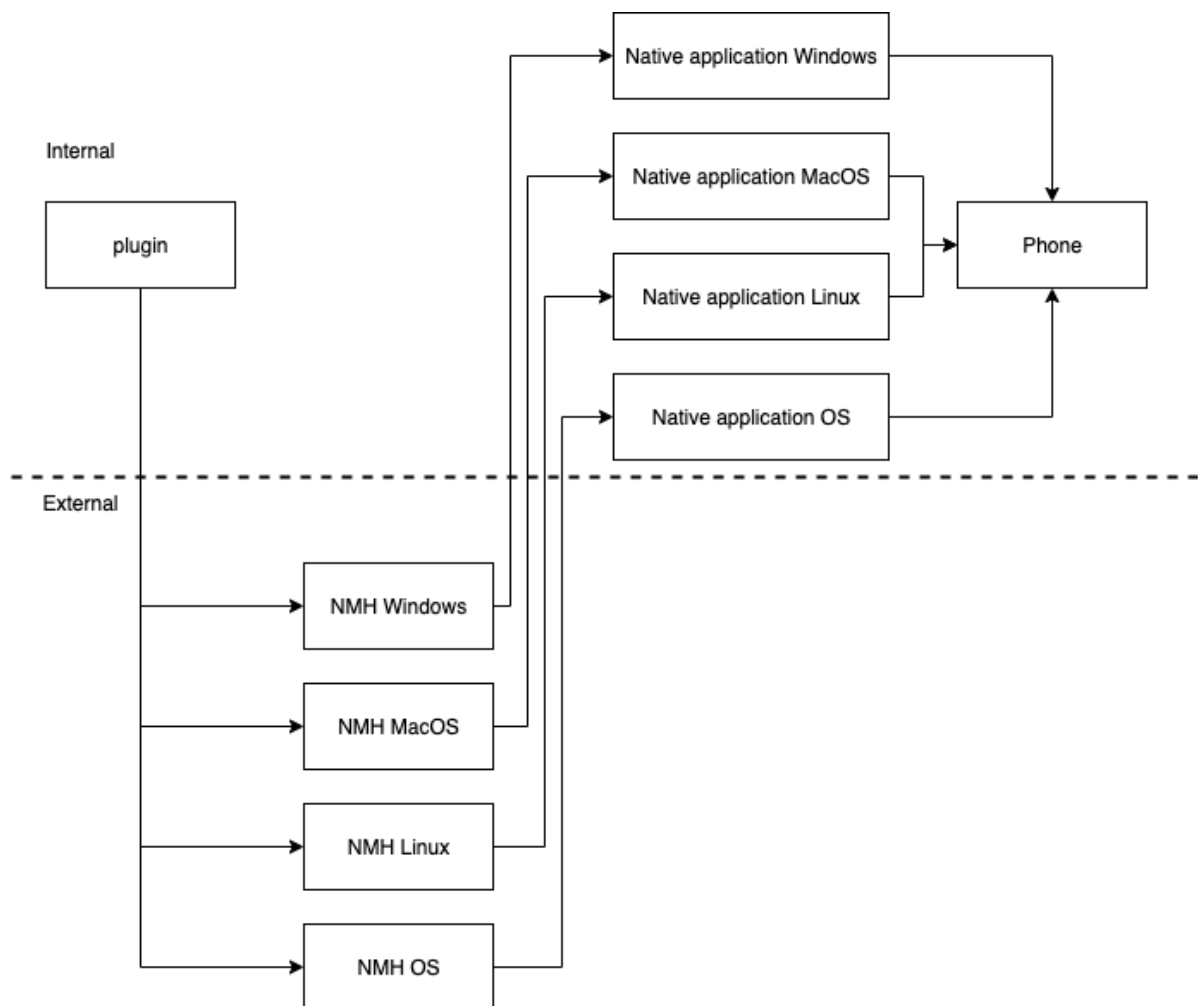 Native application Windows
Internal
Native application MacOS
plugin
Phone
Native application Linux
Native application OS
External
NMH Windows
NMH MacOS
NMH Linux
NMH OS